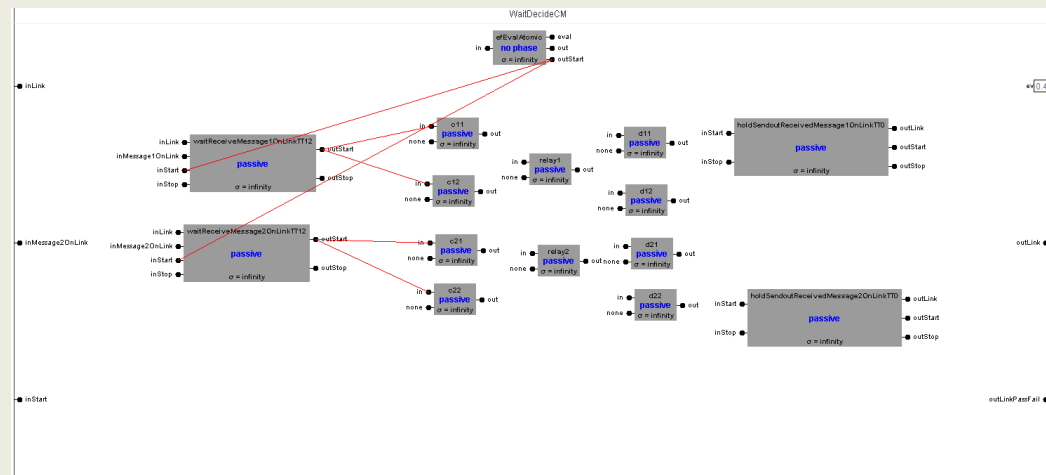 WaitDecideCM
efEvalAtomic
in
no phase
eval
out
outStart
σ = infinity
inLink
ev
0.4
waitReceiveMessage1OnLinkTT12
inLink
inMessage1OnLink
inStart
inStop
passive
outStart
outStop
σ = infinity
c11
in
none
passive
out
σ = infinity
c12
in
none
passive
out
σ = infinity
relay1
in
none
passive
out
σ = infinity
d11
in
none
passive
out
σ = infinity
d12
in
none
passive
out
σ = infinity
holdSendoutReceivedMessage1OnLinkTT0
inStart
inStop
passive
outLink
outStart
outStop
σ = infinity
inMessage2OnLink
waitReceiveMessage2OnLinkTT12
inLink
inMessage2OnLink
inStart
inStop
passive
outStart
outStop
σ = infinity
c21
in
none
passive
out
σ = infinity
c22
in
none
passive
out
σ = infinity
relay2
in
none
passive
out
σ = infinity
d21
in
none
passive
out
σ = infinity
d22
in
none
passive
out
σ = infinity
holdSendoutReceivedMessage2OnLinkTT0
inStart
inStop
passive
outLink
outStart
outStop
σ = infinity
outLink
inStart
outLinkPassFail